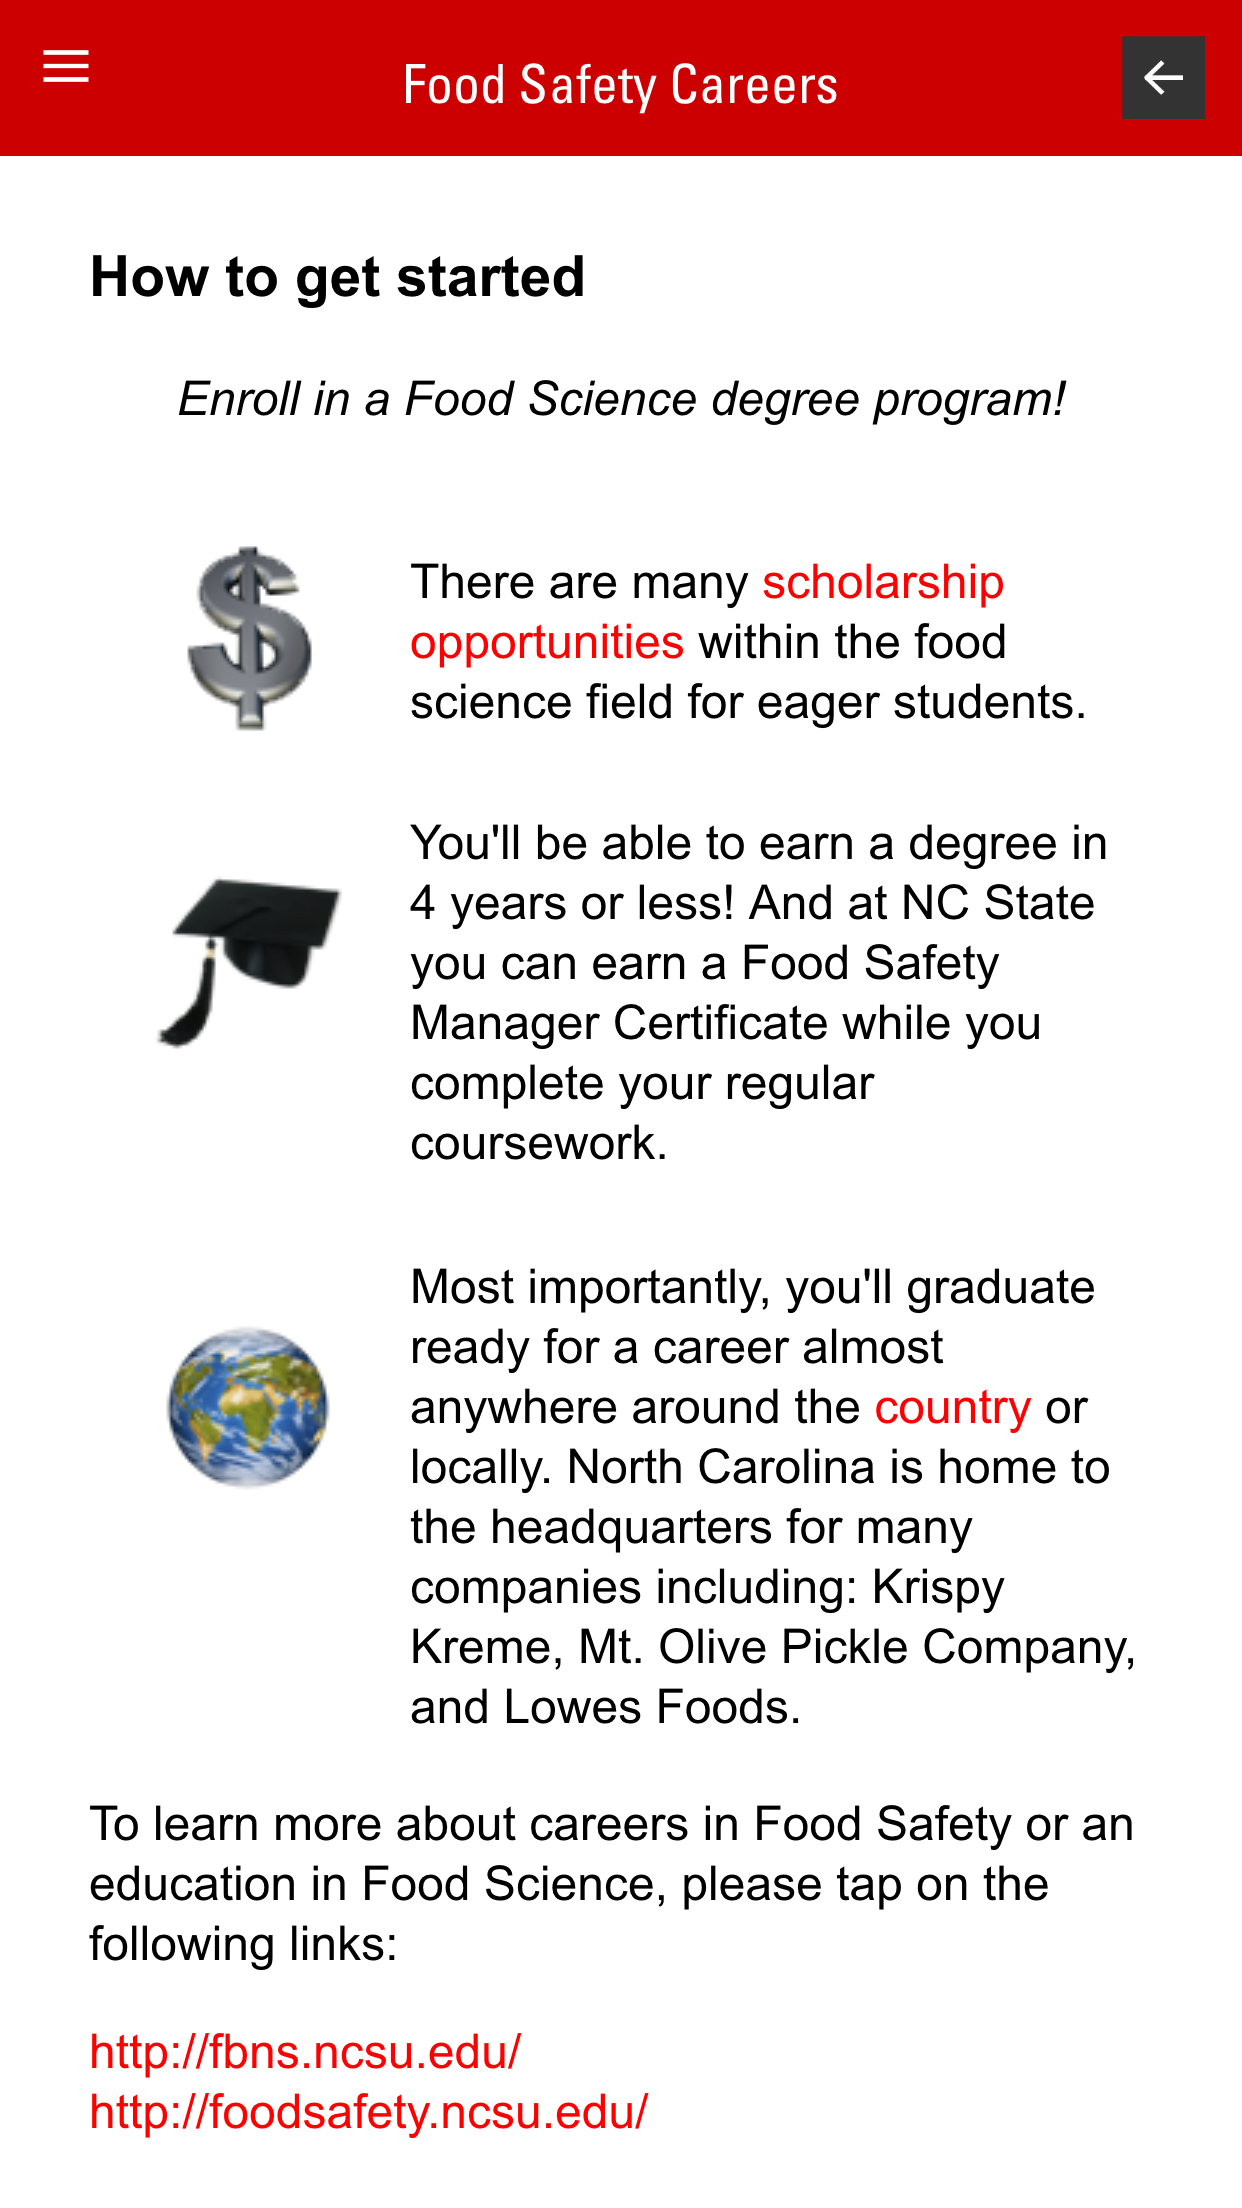 Food Safety Careers
How to get started
Enroll in a Food Science degree program!
There are many scholarship
opportunities within the food
science field for eager students.
You'll be able to earn a degree in
4 years or less! And at NC State
you can earn a Food Safety
Manager Certificate while you
complete your regular
coursework.
Most importantly, you'll graduate
ready for a career almost
anywhere around the country or
locally. North Carolina is home to
the headquarters for many
companies including: Krispy
Kreme, Mt. Olive Pickle Company,
and Lowes Foods.
To learn more about careers in Food Safety or an
education in Food Science, please tap on the
following links:
http://fbns.ncsu.edu/
http://foodsafety.ncsu.edu/